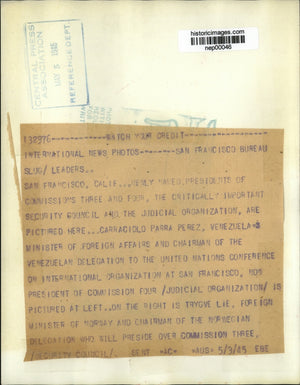 historicimages.com
nep00046
CENTRAL PRESS
ASSOCIATION
MAY 5 1945
REFERENCE DEPT.
132976----------WATCH YOUR CREDIT----------
INTERNATIONAL NEWS PHOTOS-------SAN FRANCISCO BUREAU
SLUG/ LEADERS..
SAN FRANCISCO, CALIF...NEWLY NAMED PRESIDENTS OF
COMMISSIONS THREE AND FOUR, THE CRITICALLY IMPORTANT
SECURITY COUNCIL AND THE JUDICIAL ORGANIZATION, ARE
PICTURED HERE... CARRACIOLO PARRA PEREZ, VENEZUELA'S
MINISTER OF FOREIGN AFFAIRS AND CHAIRMAN OF THE
VENEZUELAN DELEGATION TO THE UNITED NATIONS CONFERENCE
ON INTERNATIONAL ORGANIZATION AT SAN FRANCISCO, NOW
PRESIDENT OF COMMISSION FOUR /JUDICIAL ORGANIZATION/ IS
PICTURED AT LEFT...ON THE RIGHT IS TRYGVE LIE, FOREIGN
MINISTER OF NORWAY AND CHAIRMAN OF THE NORWEGIAN
DELEGATION WHO WILL PRESIDE OVER COMMISSION THREE,
/SECURITY COUNCIL/ SENT AC AUS 5/3/45 EBE